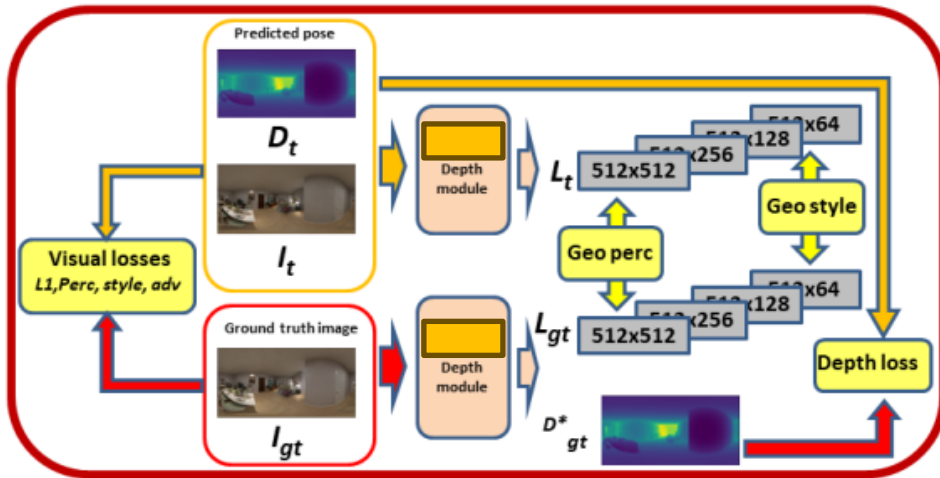 Predicted pose
D_t
I_t
Visual losses
L1,Perc, style, adv
Ground truth image
I_gt
Depth
module
Depth
module
L_t
512x512
512x256
512x128
512x64
Geo perc
Geo style
L_gt
512x512
512x256
512x128
512x64
Depth loss
D*_gt